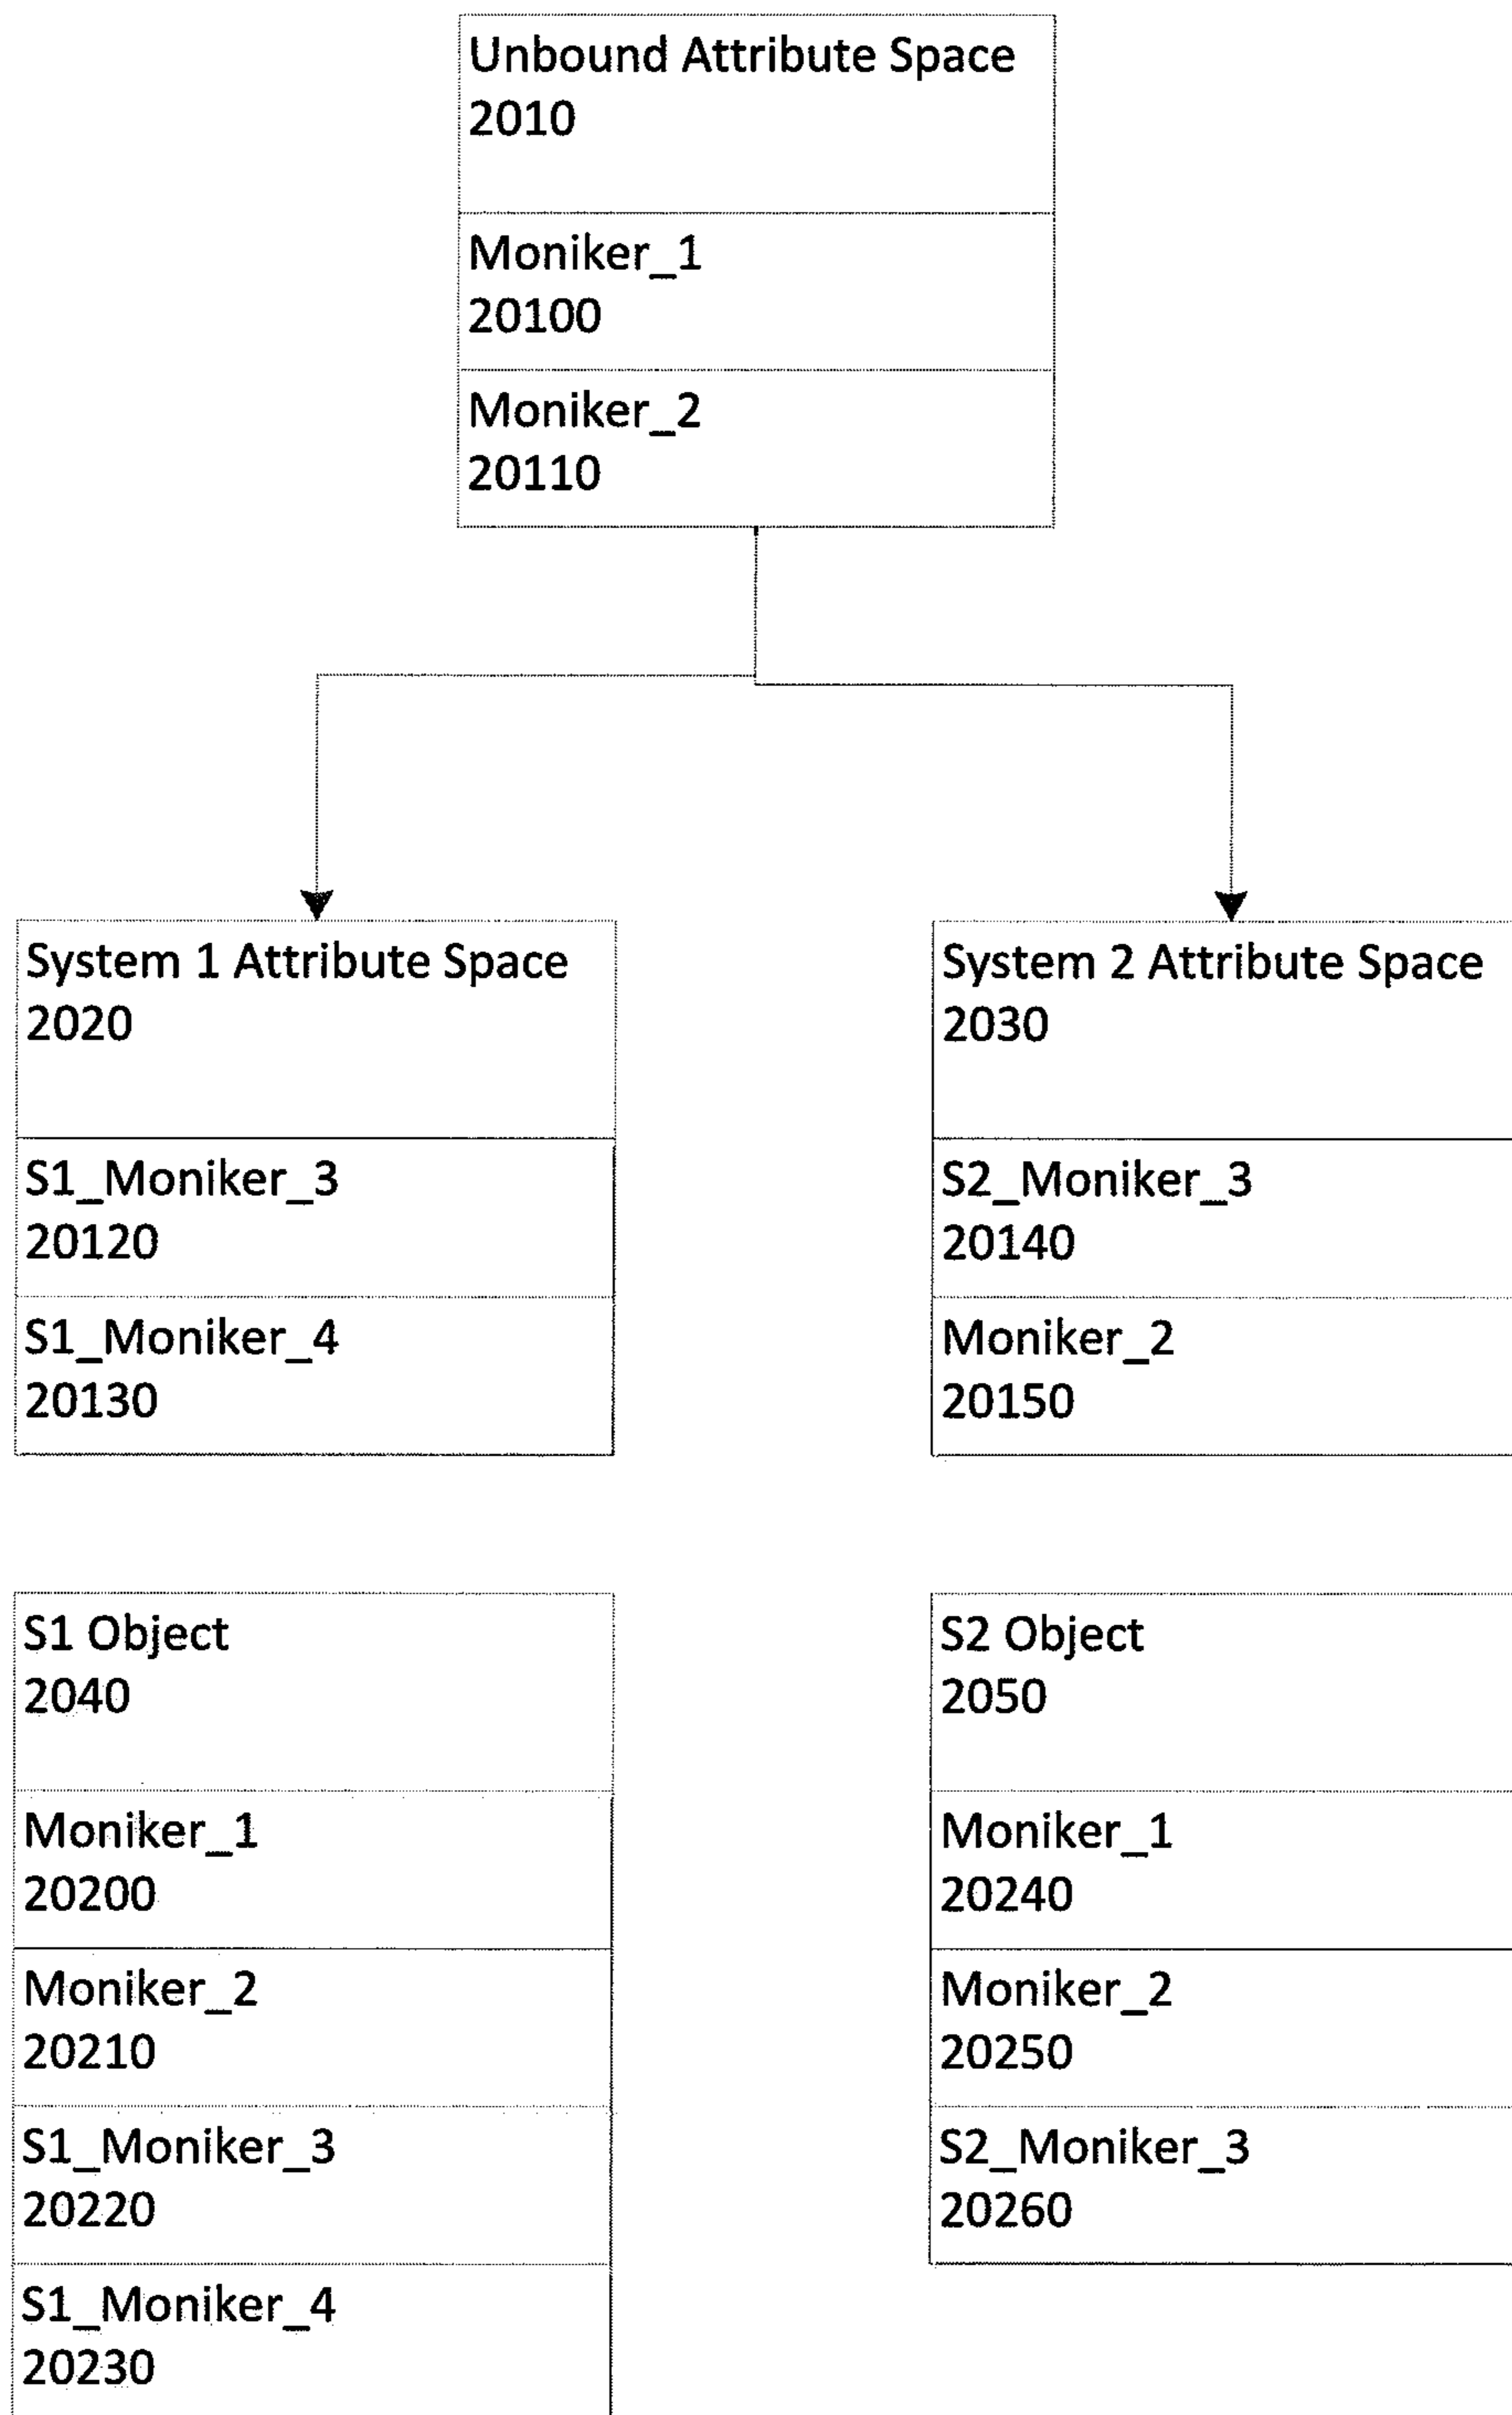 Unbound Attribute Space
2010
Moniker_1
20100
Moniker_2
20110
System 1 Attribute Space
2020
S1_Moniker_3
20120
S1_Moniker_4
20130
System 2 Attribute Space
2030
S2_Moniker_3
20140
Moniker_2
20150
S1 Object
2040
Moniker_1
20200
Moniker_2
20210
S1_Moniker_3
20220
S1_Moniker_4
20230
S2 Object
2050
Moniker_1
20240
Moniker_2
20250
S2_Moniker_3
20260